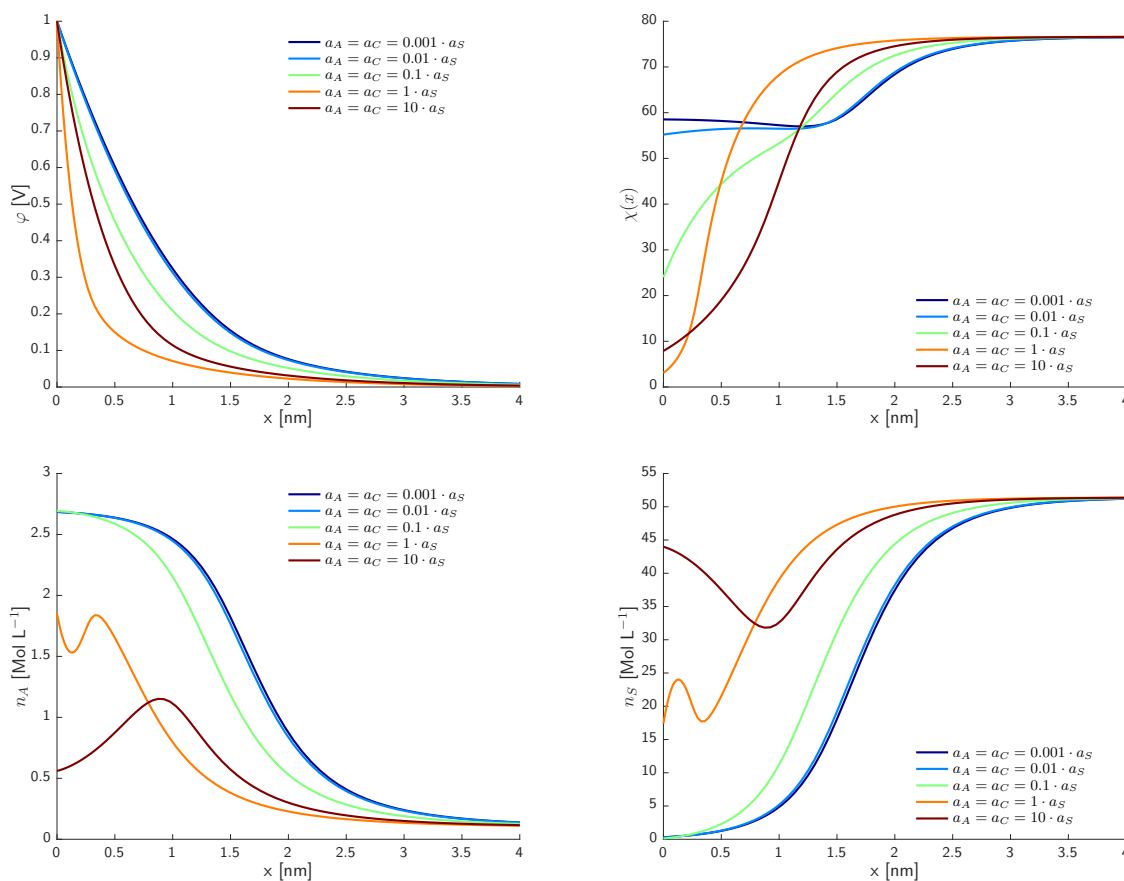 1
0.9
0.8
0.7
0.6
0.5
0.4
0.3
0.2
0.1
0
φ [V]
0 0.5 1 1.5 2 2.5 3 3.5 4
x [nm]
a_A = a_C = 0.001 · a_S
a_A = a_C = 0.01 · a_S
a_A = a_C = 0.1 · a_S
a_A = a_C = 1 · a_S
a_A = a_C = 10 · a_S
80
70
60
50
40
30
20
10
0
χ(x)
0 0.5 1 1.5 2 2.5 3 3.5 4
x [nm]
a_A = a_C = 0.001 · a_S
a_A = a_C = 0.01 · a_S
a_A = a_C = 0.1 · a_S
a_A = a_C = 1 · a_S
a_A = a_C = 10 · a_S
3
2.5
2
1.5
1
0.5
0
n_A [Mol L⁻¹]
0 0.5 1 1.5 2 2.5 3 3.5 4
x [nm]
a_A = a_C = 0.001 · a_S
a_A = a_C = 0.01 · a_S
a_A = a_C = 0.1 · a_S
a_A = a_C = 1 · a_S
a_A = a_C = 10 · a_S
55
50
45
40
35
30
25
20
15
10
5
0
n_S [Mol L⁻¹]
0 0.5 1 1.5 2 2.5 3 3.5 4
x [nm]
a_A = a_C = 0.001 · a_S
a_A = a_C = 0.01 · a_S
a_A = a_C = 0.1 · a_S
a_A = a_C = 1 · a_S
a_A = a_C = 10 · a_S